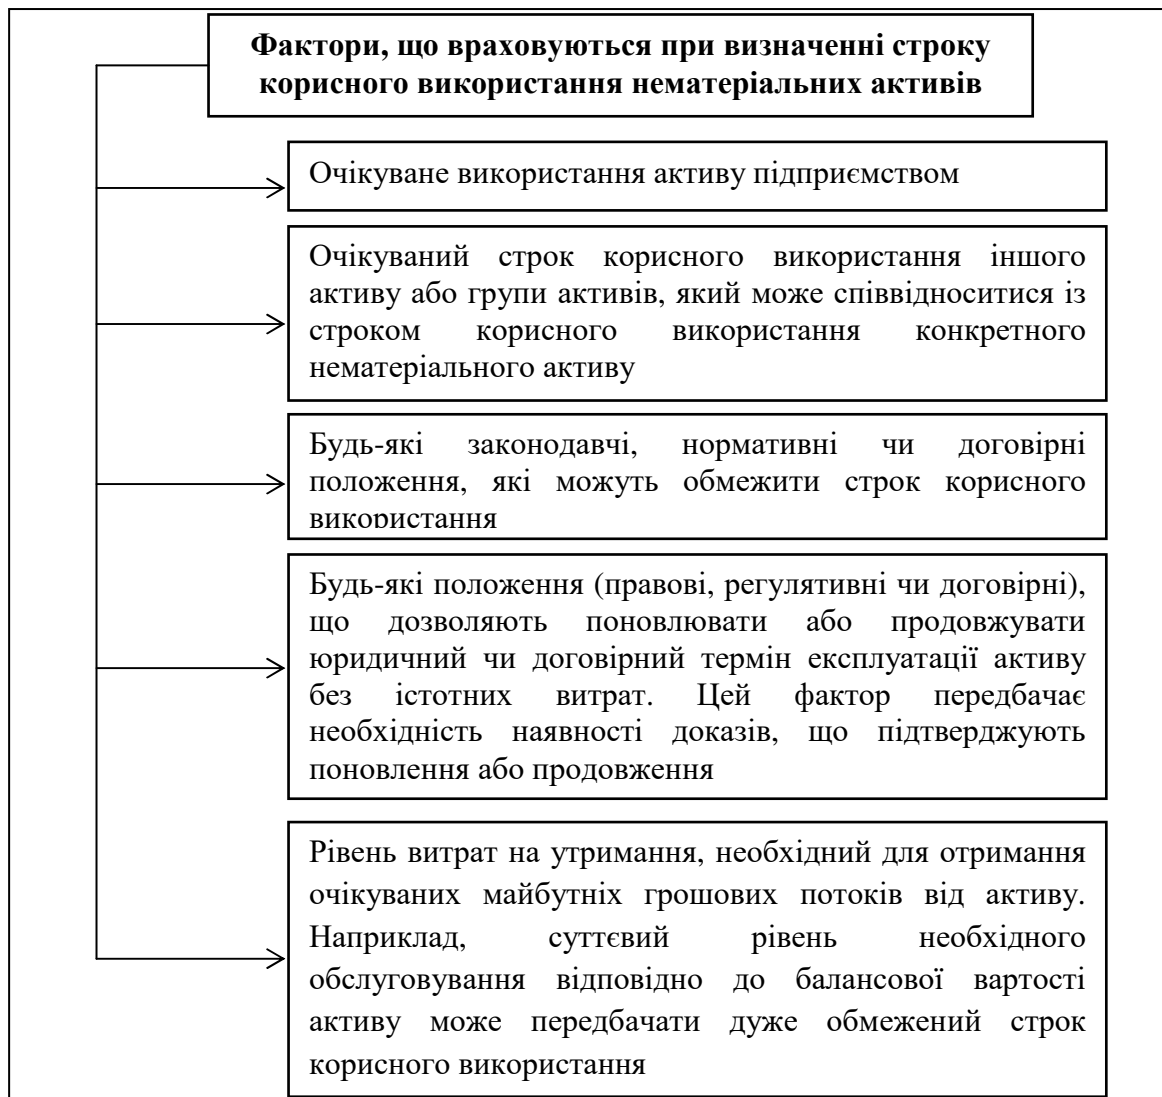 Фактори, що враховуються при визначенні строку
корисного використання нематеріальних активів
Очікуване використання активу підприємством
Очікуваний строк корисного використання іншого
активу або групи активів, який може співвідноситися із
строком корисного використання конкретного
нематеріального активу
Будь-які законодавчі, нормативні чи договірні
положення, які можуть обмежити строк корисного
використання
Будь-які положення (правові, регулятивні чи договірні),
що дозволяють поновлювати або продовжувати
юридичний чи договірний термін експлуатації активу
без істотних витрат. Цей фактор передбачає
необхідність наявності доказів, що підтверджують
поновлення або продовження
Рівень витрат на утримання, необхідний для отримання
очікуваних майбутніх грошових потоків від активу.
Наприклад, суттєвий рівень необхідного
обслуговування відповідно до балансової вартості
активу може передбачати дуже обмежений строк
корисного використання